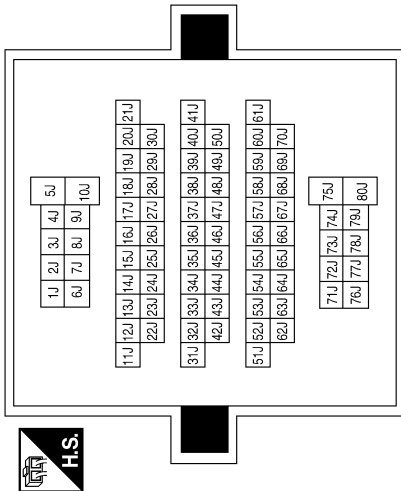 H.S.
1J 2J 3J 4J 5J
6J 7J 8J 9J 10J
11J 12J 13J 14J 15J 16J 17J 18J 19J 20J 21J
22J 23J 24J 25J 26J 27J 28J 29J 30J
31J 32J 33J 34J 35J 36J 37J 38J 39J 40J 41J
42J 43J 44J 45J 46J 47J 48J 49J 50J
51J 52J 53J 54J 55J 56J 57J 58J 59J 60J 61J
62J 63J 64J 65J 66J 67J 68J 69J 70J
71J 72J 73J 74J 75J
76J 77J 78J 79J 80J